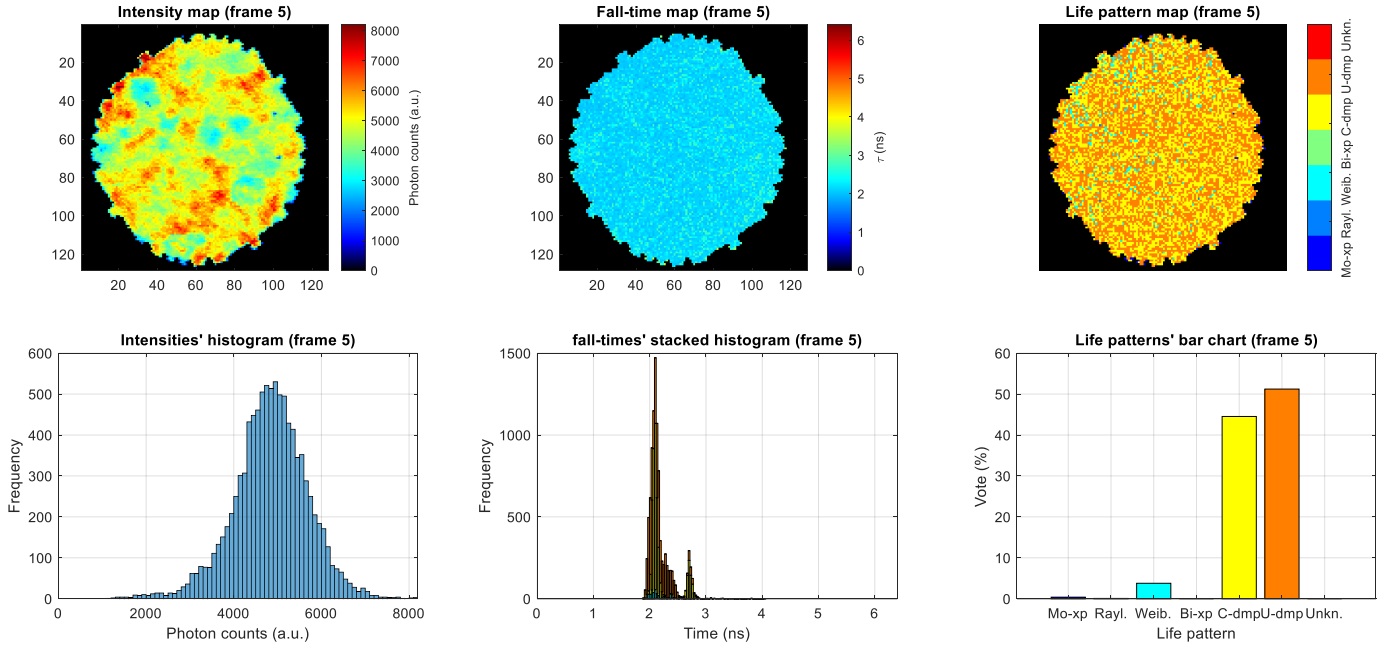 Intensity map (frame 5)
20
40
60
80
100
120
20 40 60 80 100 120
8000
7000
6000
5000
4000
3000
2000
1000
0
Photon counts (a.u.)
Fall-time map (frame 5)
20
40
60
80
100
120
20 40 60 80 100 120
6
5
4
3
2
1
0
τ (ns)
Life pattern map (frame 5)
Mo-xp Rayl. Weib. Bi-xp C-dmp U-dmp Unkn.
Intensities' histogram (frame 5)
600
500
400
300
200
100
0
Frequency
0 2000 4000 6000 8000
Photon counts (a.u.)
fall-times' stacked histogram (frame 5)
1500
1000
500
0
Frequency
0 1 2 3 4 5 6
Time (ns)
Life patterns' bar chart (frame 5)
60
50
40
30
20
10
0
Vote (%)
Mo-xp Rayl. Weib. Bi-xp C-dmp U-dmp Unkn.
Life pattern